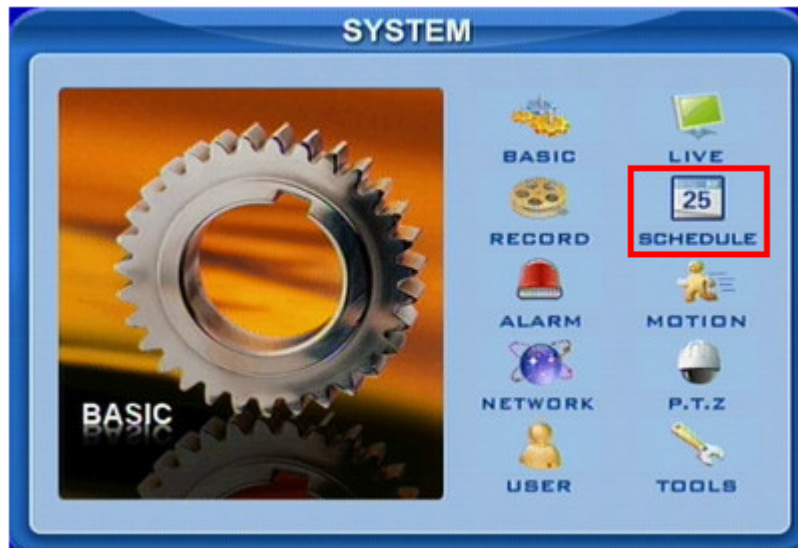 SYSTEM
BASIC LIVE
25
RECORD SCHEDULE
ALARM MOTION
NETWORK P.T.Z
BASIC
USER TOOLS